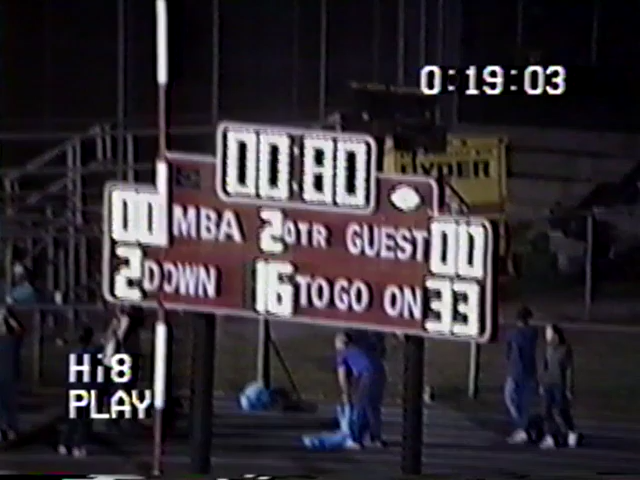 0:19:03
00:80
RYDER
00 MBA 2 QTR GUEST 00
2 DOWN 16 TO GO ON 33
Hi8
PLAY